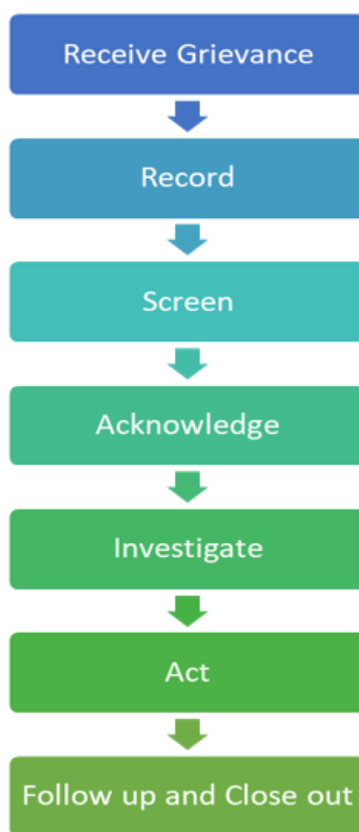 Receive Grievance
Record
Screen
Acknowledge
Investigate
Act
Follow up and Close out